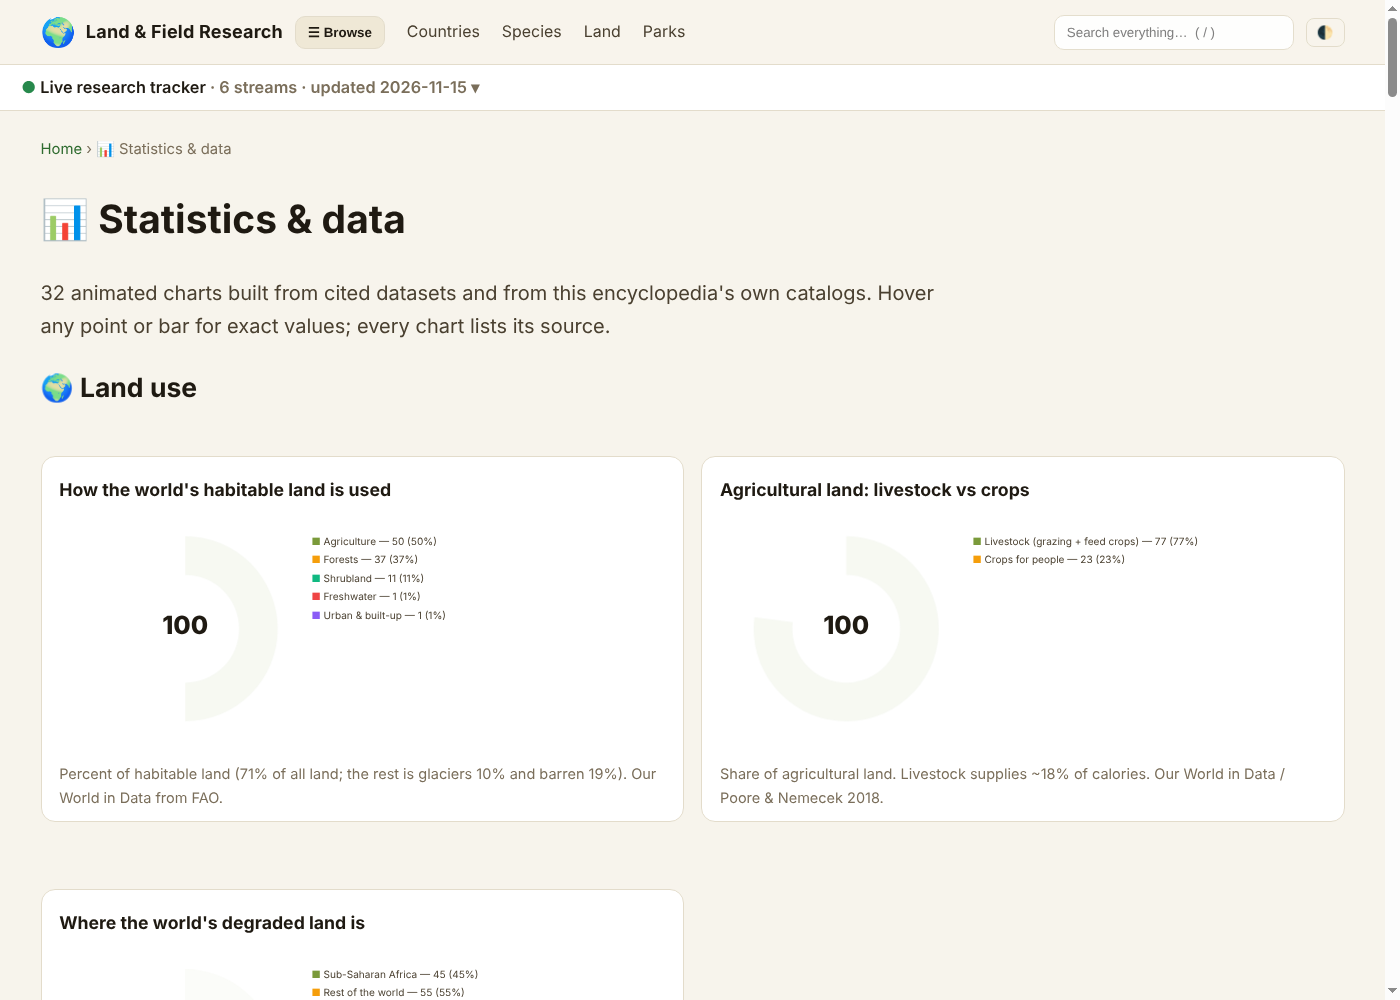 Land & Field Research
☰ Browse
Countries
Species
Land
Parks
Search everything… ( / )
Live research tracker · 6 streams · updated 2026-11-15 ▾
Home › 📊 Statistics & data
📊 Statistics & data
32 animated charts built from cited datasets and from this encyclopedia's own catalogs. Hover
any point or bar for exact values; every chart lists its source.
🌍 Land use
How the world's habitable land is used
100
Agriculture — 50 (50%)
Forests — 37 (37%)
Shrubland — 11 (11%)
Freshwater — 1 (1%)
Urban & built-up — 1 (1%)
Percent of habitable land (71% of all land; the rest is glaciers 10% and barren 19%). Our
World in Data from FAO.
Agricultural land: livestock vs crops
100
Livestock (grazing + feed crops) — 77 (77%)
Crops for people — 23 (23%)
Share of agricultural land. Livestock supplies ~18% of calories. Our World in Data /
Poore & Nemecek 2018.
Where the world's degraded land is
Sub-Saharan Africa — 45 (45%)
Rest of the world — 55 (55%)